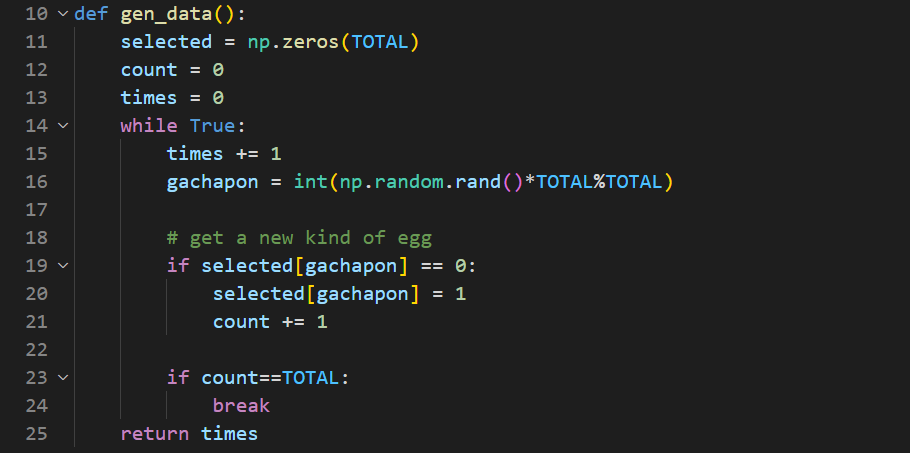 10 def gen_data():
11     selected = np.zeros(TOTAL)
12     count = 0
13     times = 0
14     while True:
15         times += 1
16         gachapon = int(np.random.rand()*TOTAL%TOTAL)
17
18         # get a new kind of egg
19         if selected[gachapon] == 0:
20             selected[gachapon] = 1
21             count += 1
22
23         if count==TOTAL:
24             break
25     return times